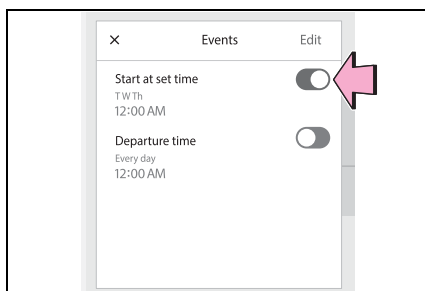 × Events Edit
Start at set time
T W Th
12:00 AM
Departure time
Every day
12:00 AM